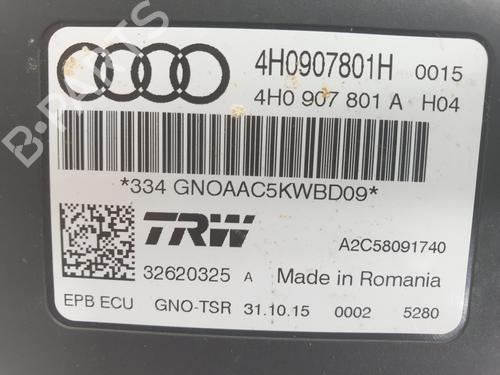 4H0907801H 0015
4H0 907 801 A H04
*334 GNOAAC5KWBD09*
TRW
A2C58091740
32620325 A Made in Romania
EPB ECU GNO-TSR 31.10.15 0002 5280
B-PARTS